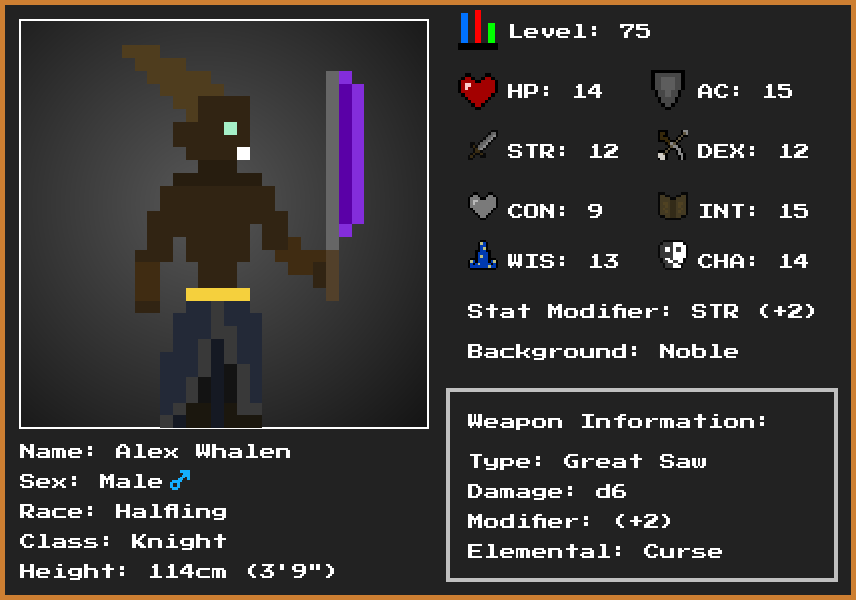 Level: 75
HP: 14
AC: 15
STR: 12
DEX: 12
CON: 9
INT: 15
WIS: 13
CHA: 14
Stat Modifier: STR (+2)
Background: Noble
Weapon Information:
Type: Great Saw
Damage: d6
Modifier: (+2)
Elemental: Curse
Name: Alex Whalen
Sex: Male ♂
Race: Halfling
Class: Knight
Height: 114cm (3'9")